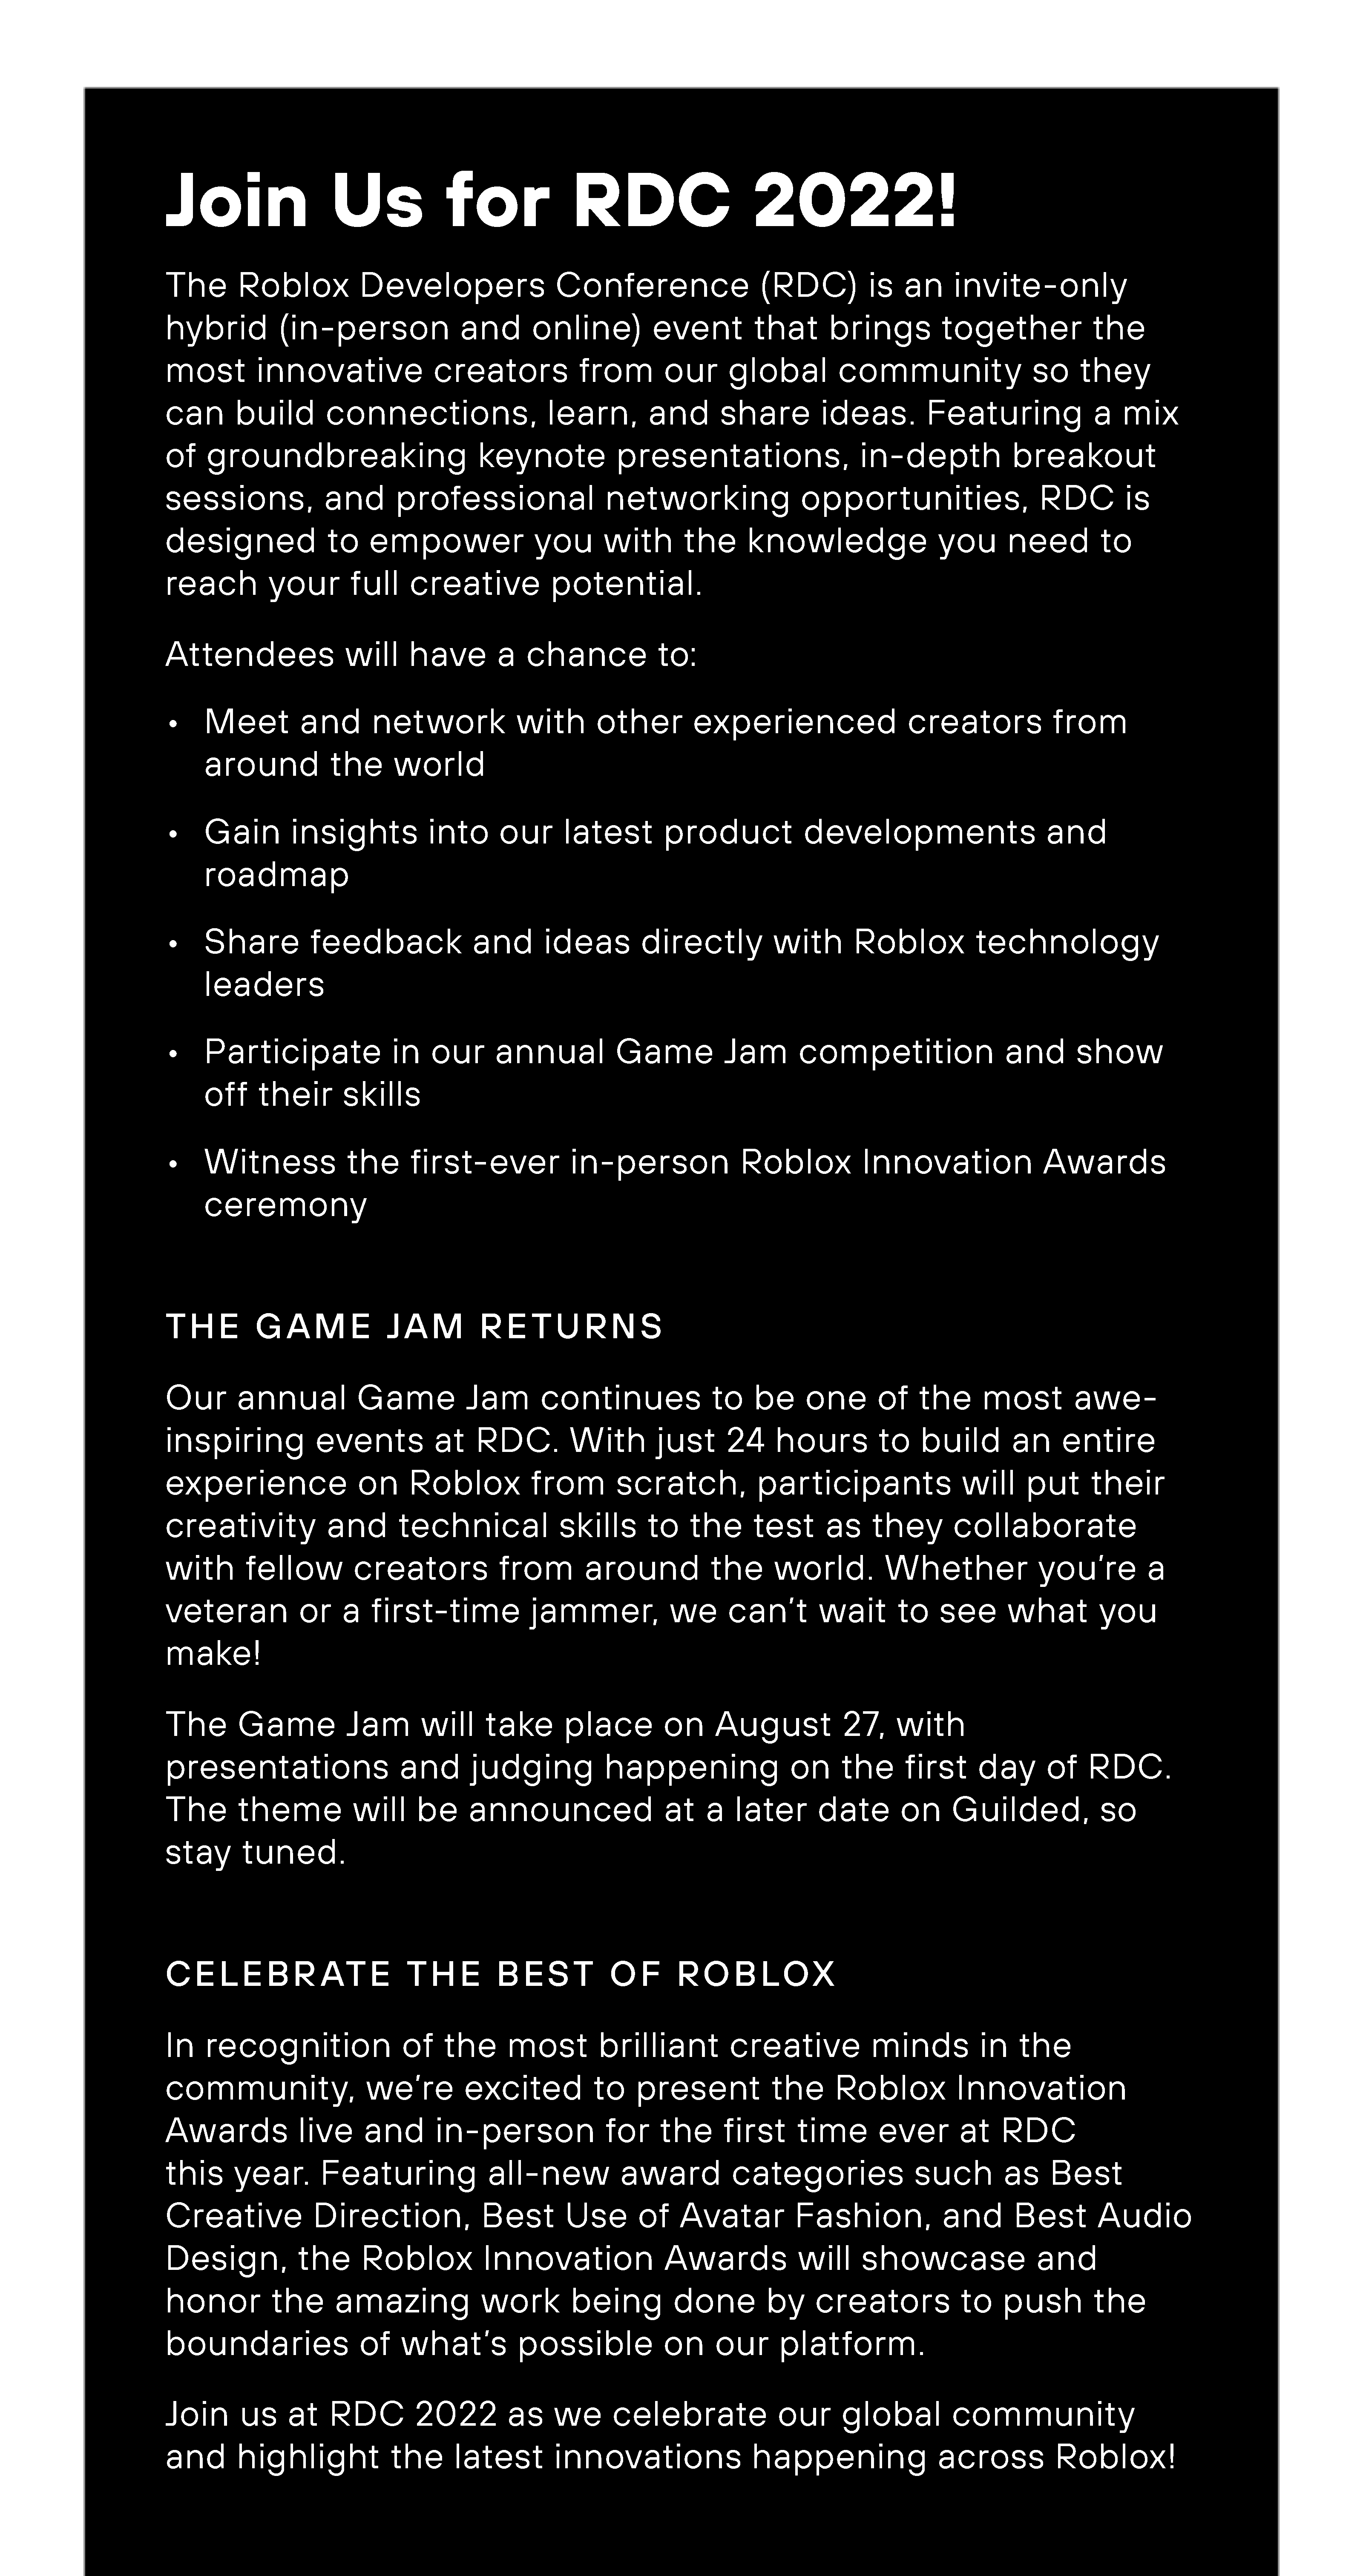 Join Us for RDC 2022!
The Roblox Developers Conference (RDC) is an invite-only
hybrid (in-person and online) event that brings together the
most innovative creators from our global community so they
can build connections, learn, and share ideas. Featuring a mix
of groundbreaking keynote presentations, in-depth breakout
sessions, and professional networking opportunities, RDC is
designed to empower you with the knowledge you need to
reach your full creative potential.
Attendees will have a chance to:
• Meet and network with other experienced creators from
around the world
• Gain insights into our latest product developments and
roadmap
• Share feedback and ideas directly with Roblox technology
leaders
• Participate in our annual Game Jam competition and show
off their skills
• Witness the first-ever in-person Roblox Innovation Awards
ceremony
THE GAME JAM RETURNS
Our annual Game Jam continues to be one of the most awe-
inspiring events at RDC. With just 24 hours to build an entire
experience on Roblox from scratch, participants will put their
creativity and technical skills to the test as they collaborate
with fellow creators from around the world. Whether you’re a
veteran or a first-time jammer, we can’t wait to see what you
make!
The Game Jam will take place on August 27, with
presentations and judging happening on the first day of RDC.
The theme will be announced at a later date on Guilded, so
stay tuned.
CELEBRATE THE BEST OF ROBLOX
In recognition of the most brilliant creative minds in the
community, we’re excited to present the Roblox Innovation
Awards live and in-person for the first time ever at RDC
this year. Featuring all-new award categories such as Best
Creative Direction, Best Use of Avatar Fashion, and Best Audio
Design, the Roblox Innovation Awards will showcase and
honor the amazing work being done by creators to push the
boundaries of what’s possible on our platform.
Join us at RDC 2022 as we celebrate our global community
and highlight the latest innovations happening across Roblox!